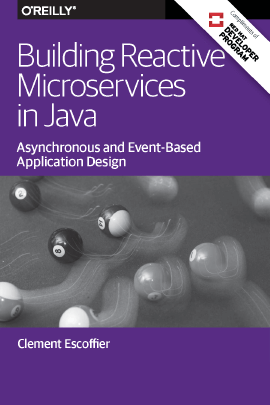 O'REILLY®
Compliments of
RED HAT
DEVELOPER
PROGRAM
Building Reactive
Microservices
in Java
Asynchronous and Event-Based
Application Design
8
Clement Escoffier